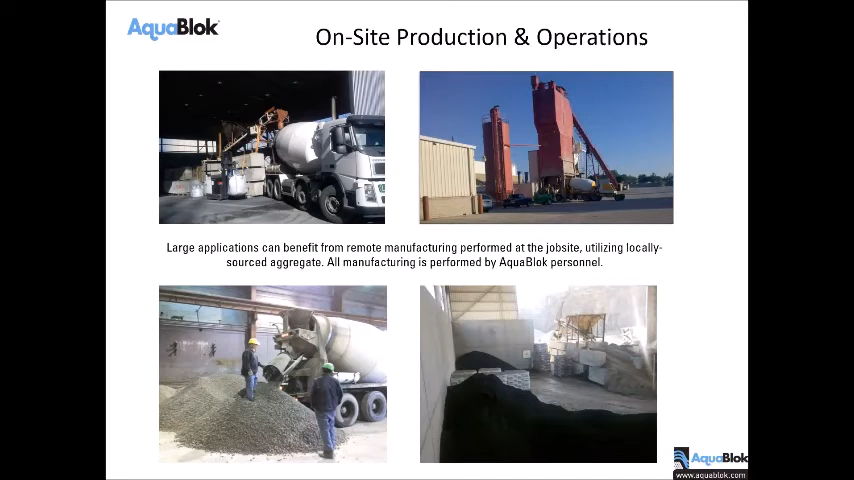 AquaBlok
On-Site Production & Operations
Large applications can benefit from remote manufacturing performed at the jobsite, utilizing locally-
sourced aggregate. All manufacturing is performed by AquaBlok personnel.
AquaBlok
www.aquablok.com